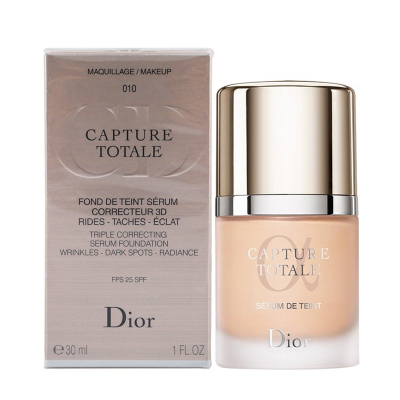 MAQUILLAGE / MAKEUP
010
CD
CAPTURE
TOTALE
FOND DE TEINT SÉRUM
CORRECTEUR 3D
RIDES - TACHES - ÉCLAT
TRIPLE CORRECTING
SERUM FOUNDATION
WRINKLES - DARK SPOTS - RADIANCE
FPS 25 SPF
Dior
℮ 30 ml 1 FL.OZ
CAPTURE
TOTALE
SÉRUM DE TEINT
Dior